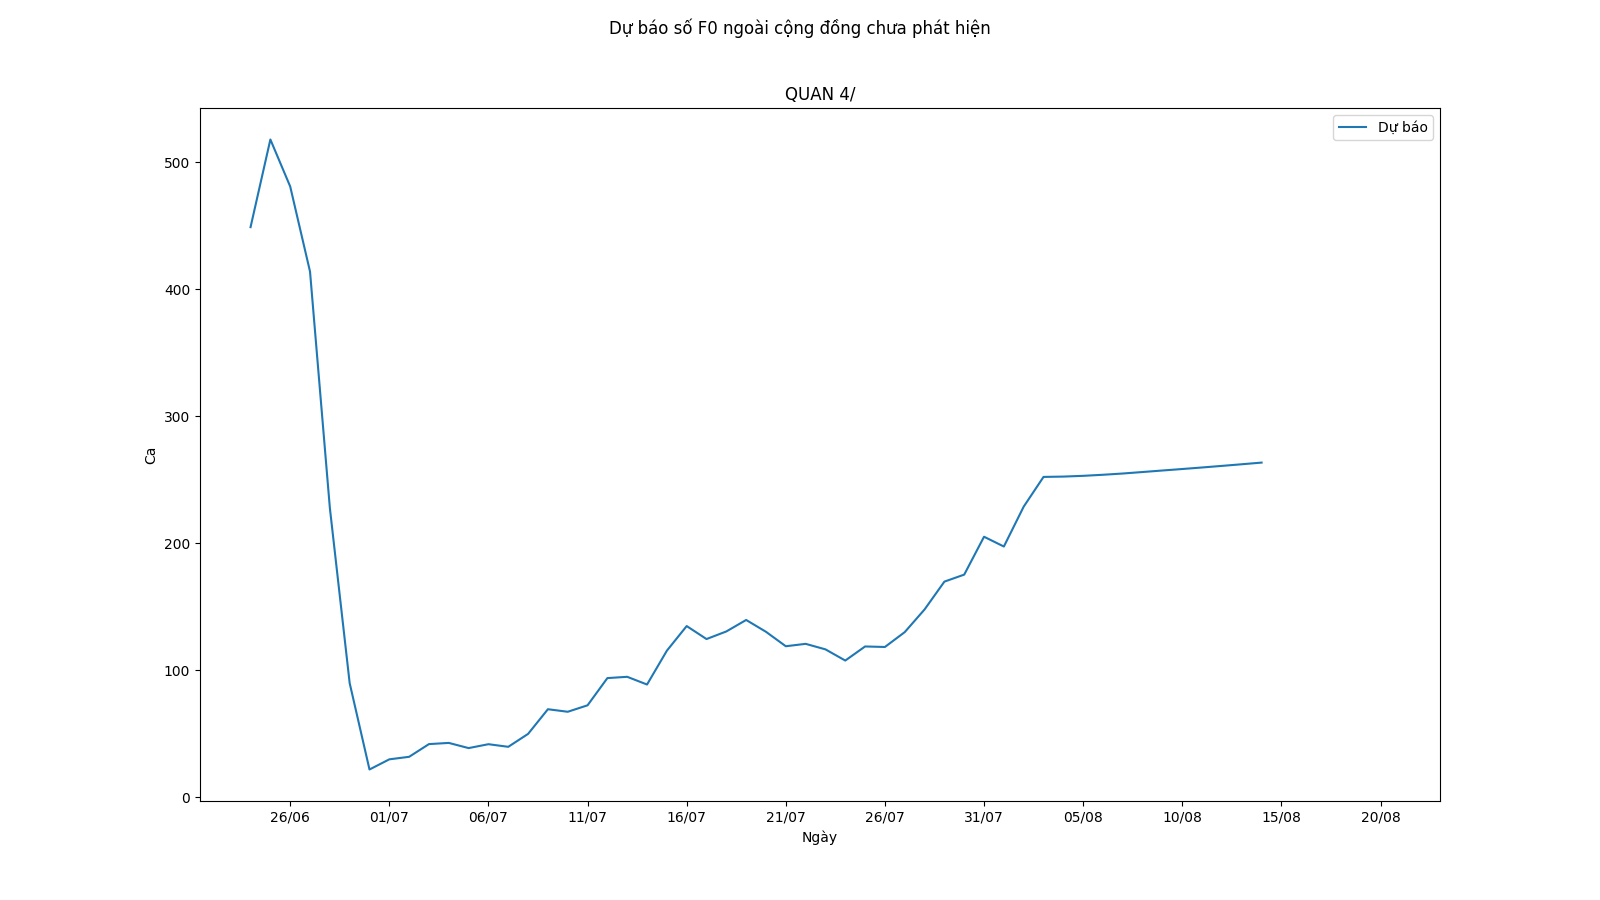 Dự báo số F0 ngoài cộng đồng chưa phát hiện
QUAN 4/
Dự báo
500
400
300
200
100
0
Ca
26/06 01/07 06/07 11/07 16/07 21/07 26/07 31/07 05/08 10/08 15/08 20/08
Ngày